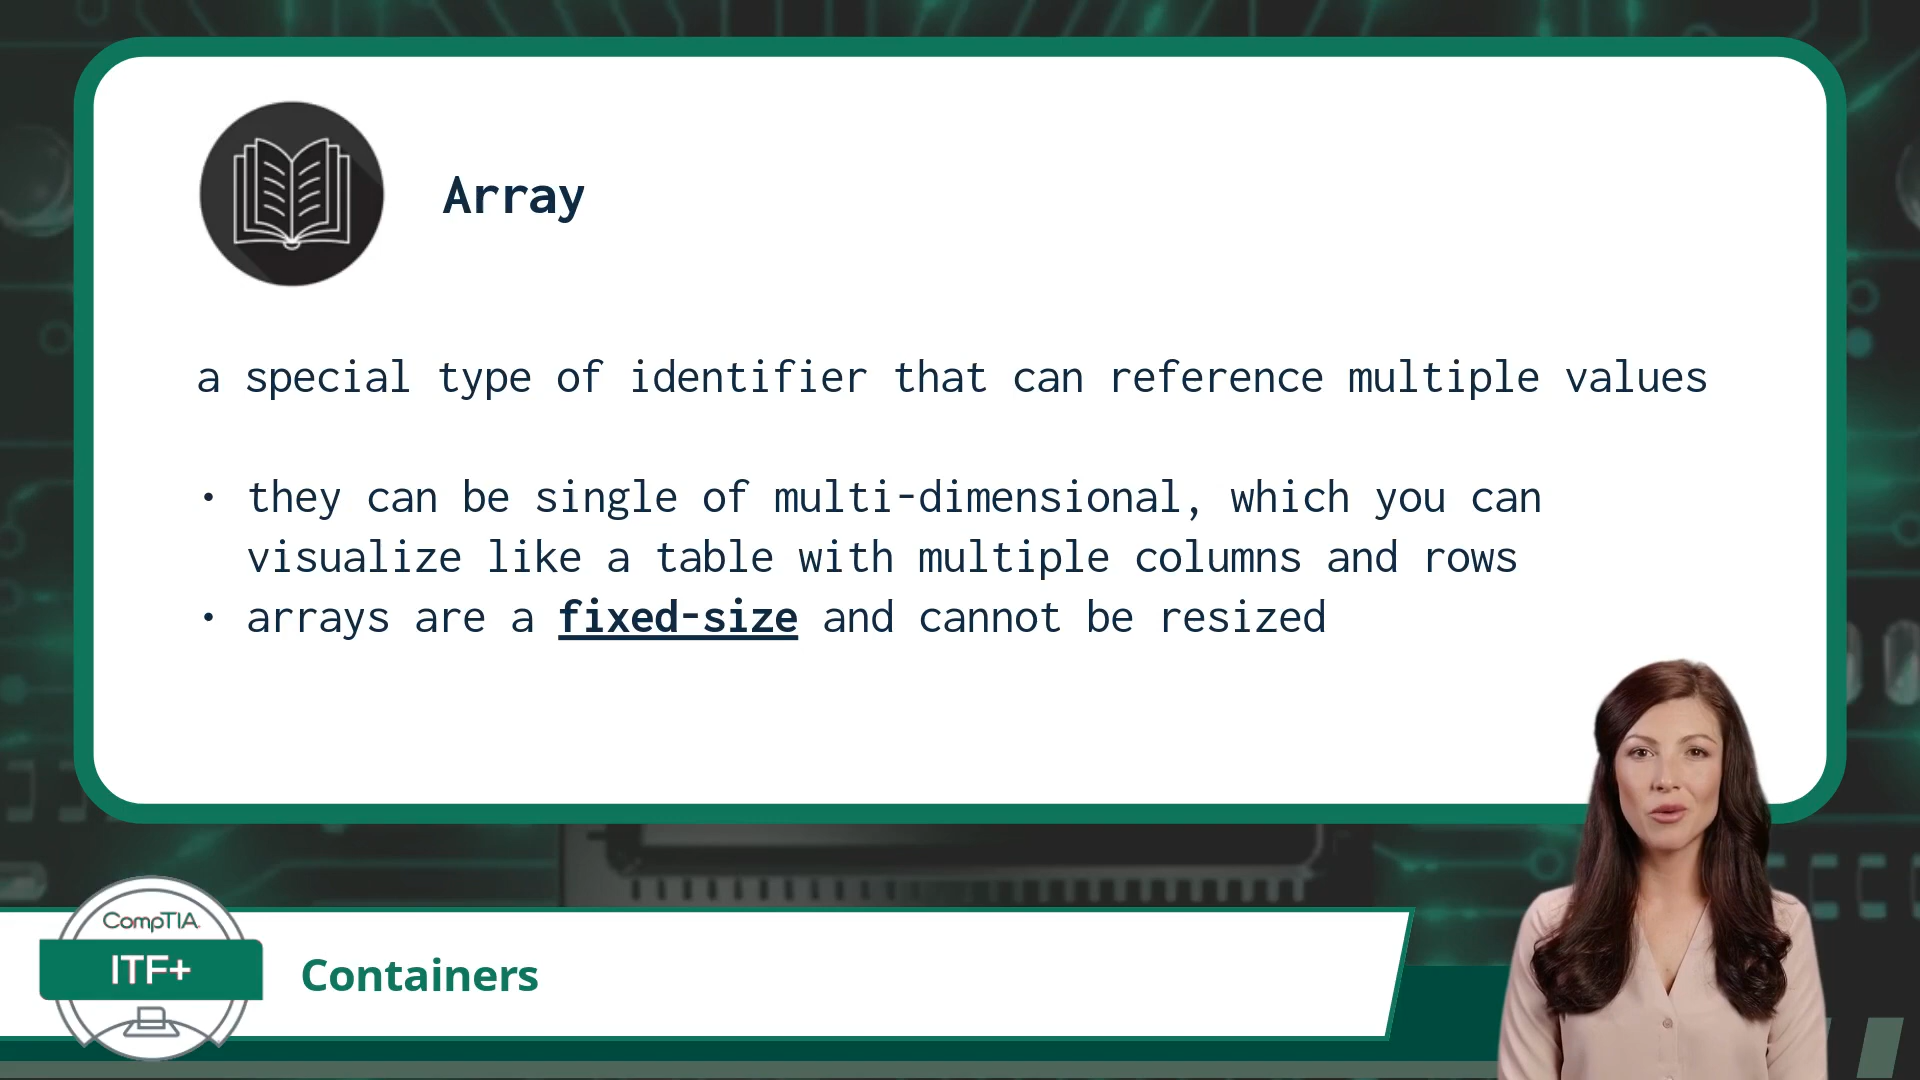 Array
a special type of identifier that can reference multiple values
• they can be single of multi-dimensional, which you can
visualize like a table with multiple columns and rows
• arrays are a fixed-size and cannot be resized
CompTIA
ITF+
Containers